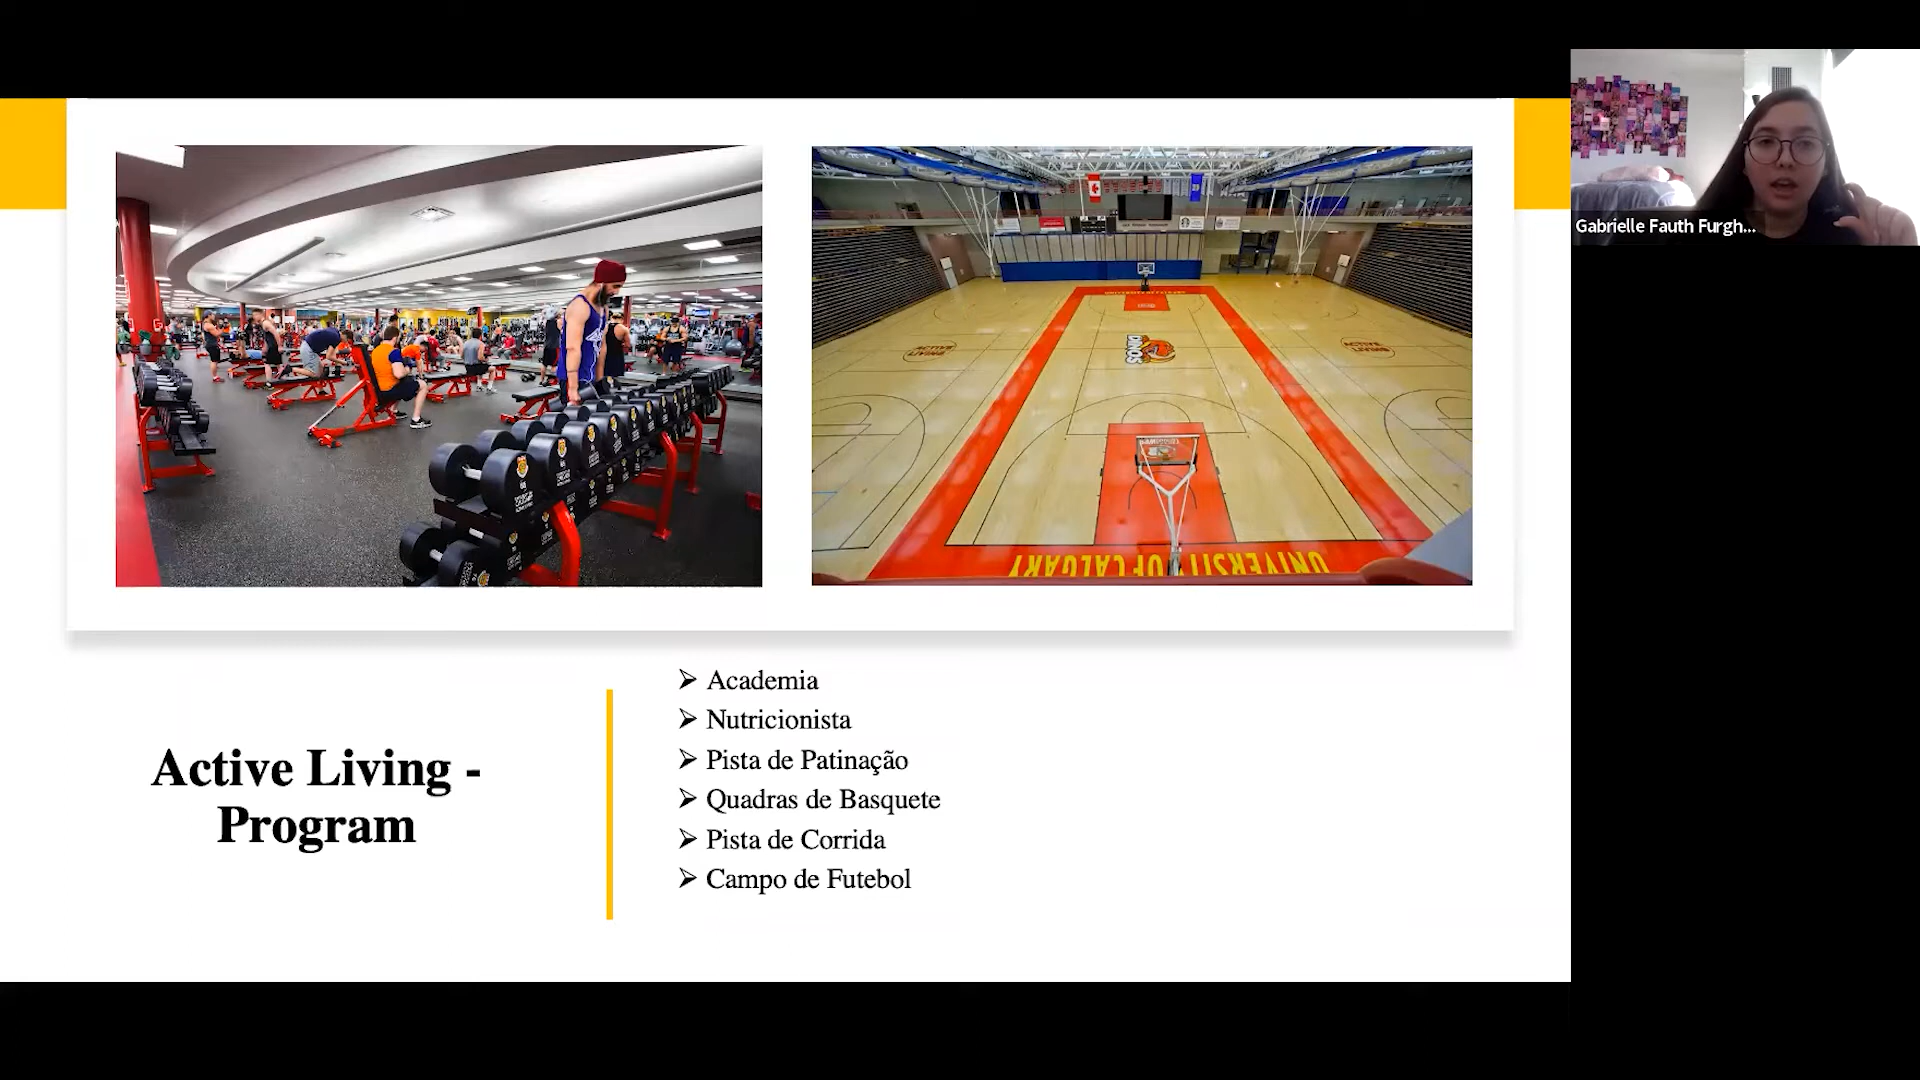 Gabrielle Fauth Furgh...
DINOS
UNIVERSITY OF CALGARY
Active Living -
Program
➢ Academia
➢ Nutricionista
➢ Pista de Patinação
➢ Quadras de Basquete
➢ Pista de Corrida
➢ Campo de Futebol